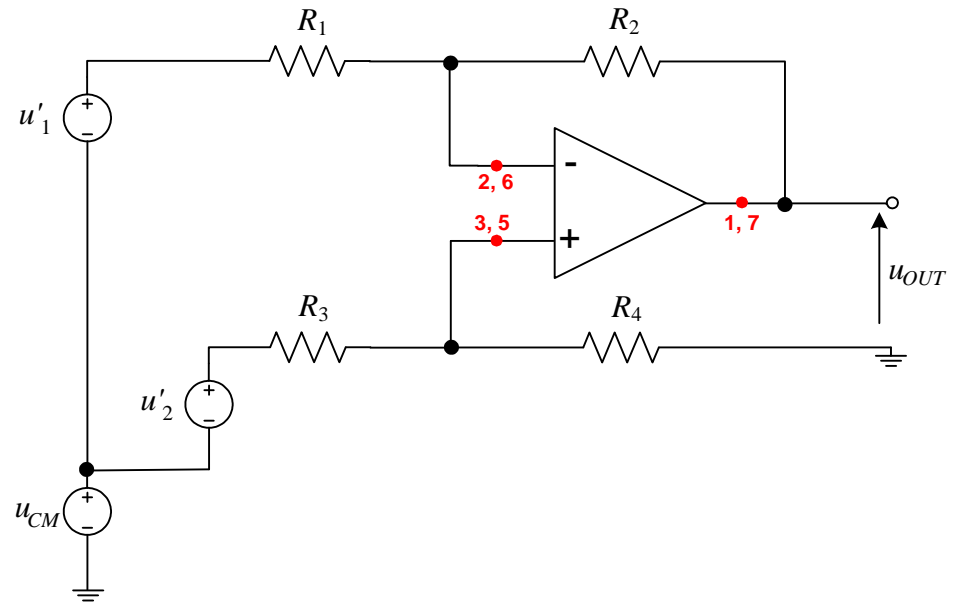 R1
R2
u'1
+
−
2, 6
-
3, 5
+
1, 7
uOUT
R3
R4
u'2
+
−
uCM
+
−